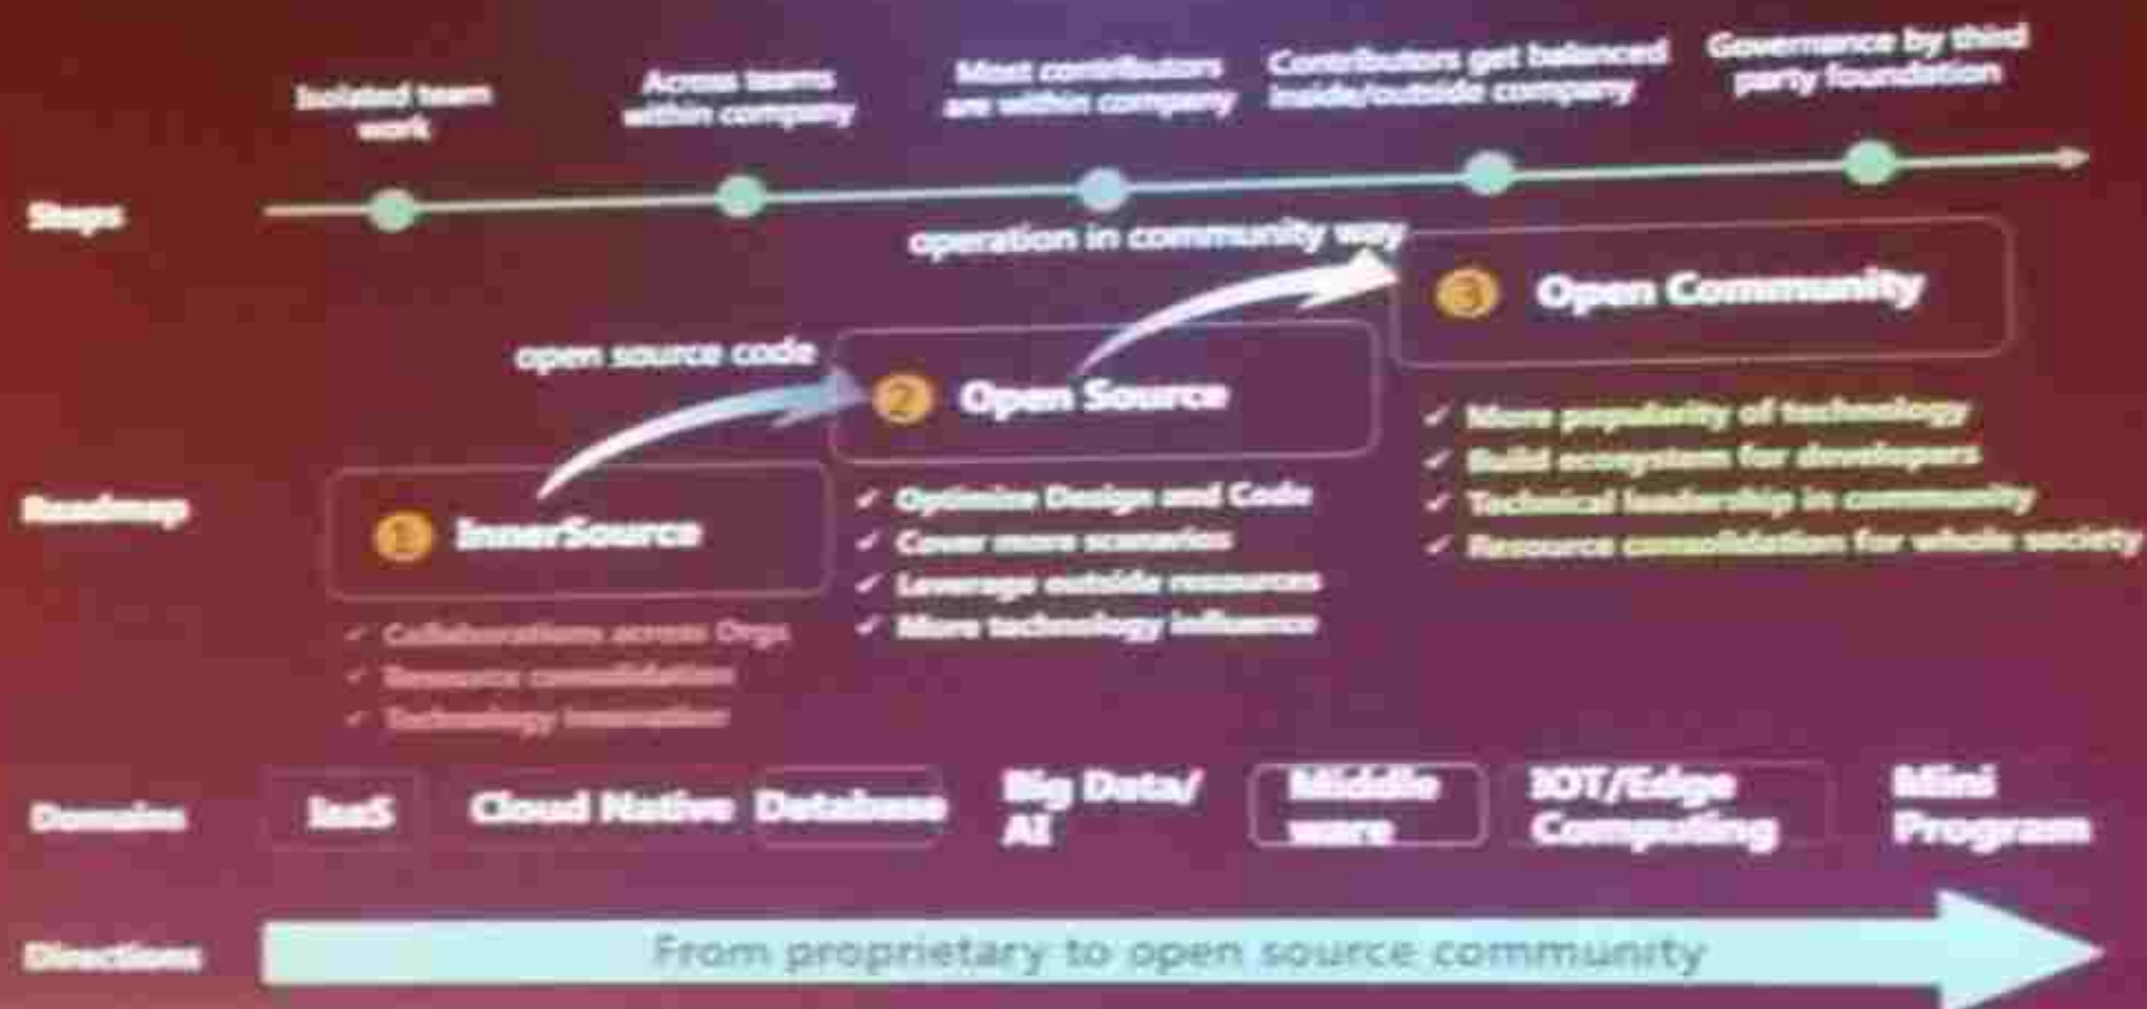 Isolated team
work
Across teams
within company
Most contributors
are within company
Contributors get balanced
inside/outside company
Governance by third
party foundation
Steps
operation in community way
③ Open Community
open source code
② Open Source
✓ More popularity of technology
✓ Build ecosystem for developers
✓ Technical leadership in community
✓ Resource consolidation for whole society
Roadmap
① InnerSource
✓ Optimize Design and Code
✓ Cover more scenarios
✓ Leverage outside resources
✓ More technology influence
✓ Collaborations across Orgs
✓ Resource consolidation
✓ Technology Innovation
Domains
IaaS
Cloud Native
Database
Big Data/
AI
Middle
ware
IOT/Edge
Computing
Mini
Program
Directions
From proprietary to open source community